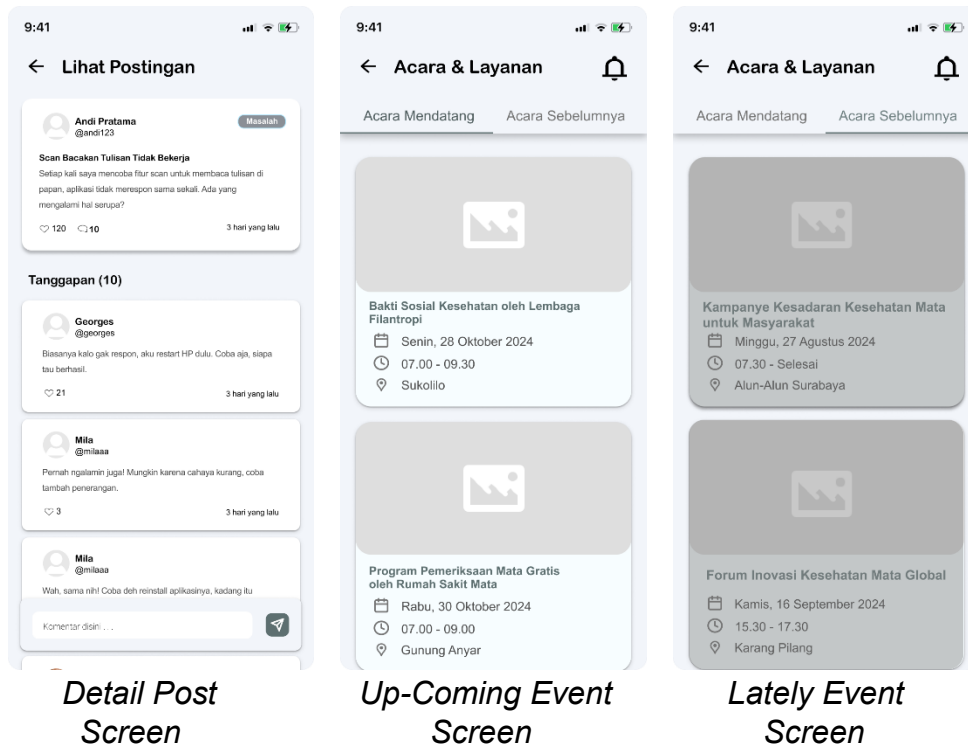 9:41
Lihat Postingan
Andi Pratama
@andi123
Masalah
Scan Bacakan Tulisan Tidak Bekerja
Setiap kali saya mencoba fitur scan untuk membaca tulisan di
papan, aplikasi tidak merespon sama sekali. Ada yang
mengalami hal serupa?
120 10 3 hari yang lalu
Tanggapan (10)
Georges
@georges
Biasanya kalo gak respon, aku restart HP dulu. Coba aja, siapa
tau berhasil.
21 3 hari yang lalu
Mila
@milaaa
Pernah ngalamin juga! Mungkin karena cahaya kurang, coba
tambah penerangan.
3 3 hari yang lalu
Mila
@milaaa
Wah, sama nih! Coba deh reinstall aplikasinya, kadang itu
Komentar disini . . .
Detail Post
Screen
9:41
Acara & Layanan
Acara Mendatang Acara Sebelumnya
Bakti Sosial Kesehatan oleh Lembaga
Filantropi
Senin, 28 Oktober 2024
07.00 - 09.30
Sukolilo
Program Pemeriksaan Mata Gratis
oleh Rumah Sakit Mata
Rabu, 30 Oktober 2024
07.00 - 09.00
Gunung Anyar
Up-Coming Event
Screen
9:41
Acara & Layanan
Acara Mendatang Acara Sebelumnya
Kampanye Kesadaran Kesehatan Mata
untuk Masyarakat
Minggu, 27 Agustus 2024
07.30 - Selesai
Alun-Alun Surabaya
Forum Inovasi Kesehatan Mata Global
Kamis, 16 September 2024
15.30 - 17.30
Karang Pilang
Lately Event
Screen